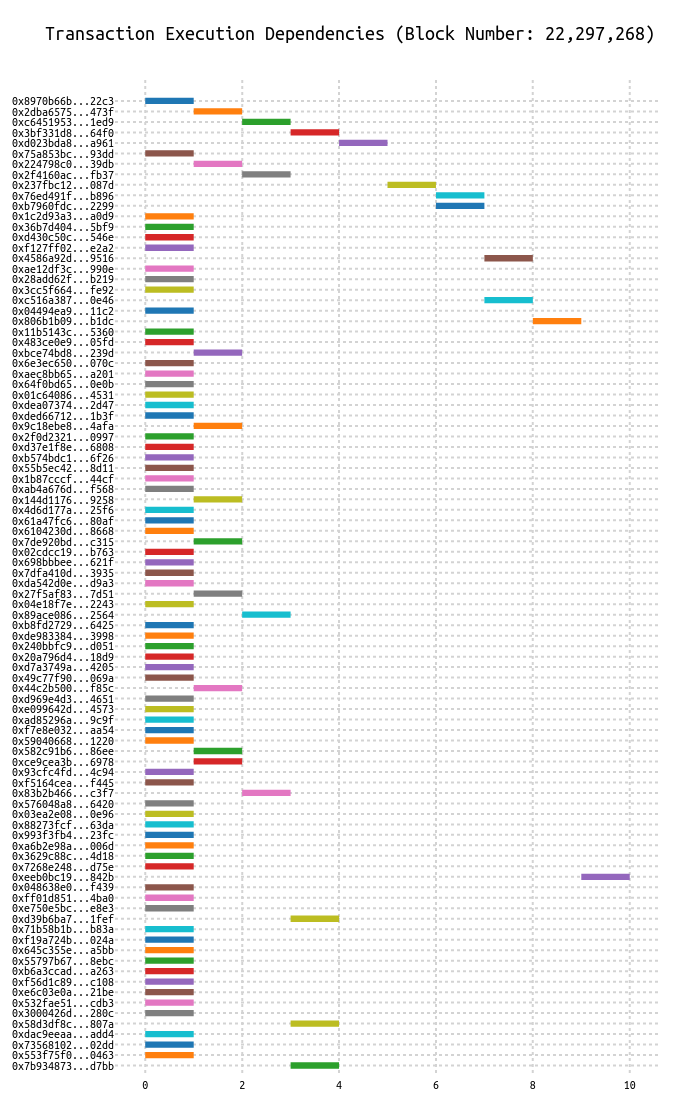 Transaction Execution Dependencies (Block Number: 22,297,268)
0x8970b66b...22c3
0x2dba6575...473f
0xc6451953...1ed9
0x3bf331d8...64f0
0xd023bda8...a961
0x75a853bc...93dd
0x224798c0...39db
0x2f4160ac...fb37
0x237fbc12...087d
0x76ed491f...b896
0xb7960fdc...2299
0x1c2d93a3...a0d9
0x36b7d404...5bf9
0xd430c50c...546e
0xf127ff02...e2a2
0x4586a92d...9516
0xae12df3c...990e
0x28add62f...b219
0x3cc5f664...fe92
0xc516a387...0e46
0x04494ea9...11c2
0x806b1b09...b1dc
0x11b5143c...5360
0x483ce0e9...05fd
0xbce74bd8...239d
0x6e3ec650...070c
0xaec8bb65...a201
0x64f0bd65...0e0b
0x01c64086...4531
0xdea07374...2d47
0xded66712...1b3f
0x9c18ebe8...4afa
0x2f0d2321...0997
0xd37e1f8e...6808
0xb574bdc1...6f26
0x55b5ec42...8d11
0x1b87cccf...44cf
0xab4a676d...f568
0x144d1176...9258
0x4d6d177a...25f6
0x61a47fc6...80af
0x6104230d...8668
0x7de920bd...c315
0x02cdcc19...b763
0x698bbbee...621f
0x7dfa410d...3935
0xda542d0e...d9a3
0x27f5af83...7d51
0x04e18f7e...2243
0x89ace086...2564
0xb8fd2729...6425
0xde983384...3998
0x240bbfc9...d051
0x20a796d4...18d9
0xd7a3749a...4205
0x49c77f90...069a
0x44c2b500...f85c
0xd969e4d3...4651
0xe099642d...4573
0xad85296a...9c9f
0xf7e8e032...aa54
0x59040668...1220
0x582c91b6...86ee
0xce9cea3b...6978
0x93cfc4fd...4c94
0xf5164cea...f445
0x83b2b466...c3f7
0x576048a8...6420
0x03ea2e08...0e96
0x88273fcf...63da
0x993f3fb4...23fc
0xa6b2e98a...006d
0x3629c88c...4d18
0x7268e248...d75e
0xeeb0bc19...842b
0x048638e0...f439
0xff01d851...4ba0
0xe750e5bc...e8e3
0xd39b6ba7...1fef
0x71b58b1b...b83a
0xf19a724b...024a
0x645c355e...a5bb
0x55797b67...8ebc
0xb6a3ccad...a263
0xf56d1c89...c108
0xe6c03e0a...21be
0x532fae51...cdb3
0x3000426d...280c
0x58d3df8c...807a
0xdac9eeaa...add4
0x73568102...02dd
0x553f75f0...0463
0x7b934873...d7bb
0 2 4 6 8 10